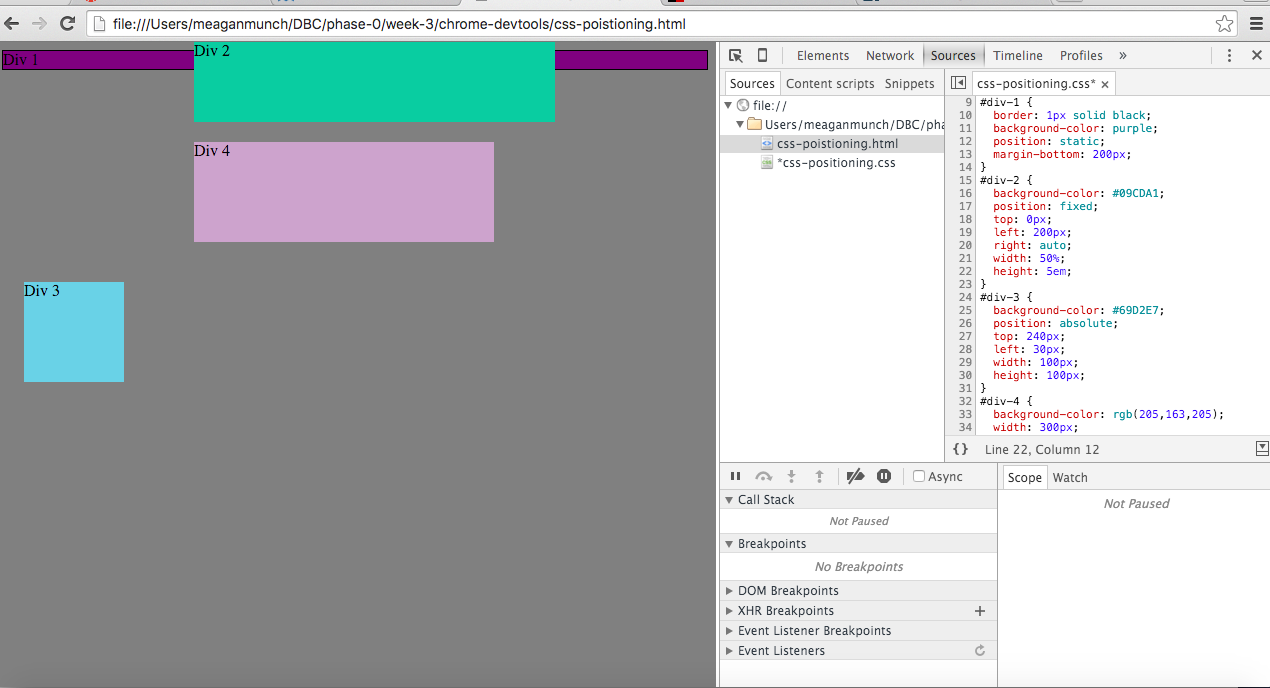 file:///Users/meaganmunch/DBC/phase-0/week-3/chrome-devtools/css-poistioning.html
Div 1
Div 2
Div 4
Div 3
Elements Network Sources Timeline Profiles »
Sources Content scripts Snippets
css-positioning.css* ×
file://
Users/meaganmunch/DBC/pha
css-poistioning.html
*css-positioning.css
9 #div-1 {
10 border: 1px solid black;
11 background-color: purple;
12 position: static;
13 margin-bottom: 200px;
14 }
15 #div-2 {
16 background-color: #09CDA1;
17 position: fixed;
18 top: 0px;
19 left: 200px;
20 right: auto;
21 width: 50%;
22 height: 5em;
23 }
24 #div-3 {
25 background-color: #69D2E7;
26 position: absolute;
27 top: 240px;
28 left: 30px;
29 width: 100px;
30 height: 100px;
31 }
32 #div-4 {
33 background-color: rgb(205,163,205);
34 width: 300px;
{} Line 22, Column 12
Async
Call Stack
Not Paused
Breakpoints
No Breakpoints
DOM Breakpoints
XHR Breakpoints +
Event Listener Breakpoints
Event Listeners
Scope Watch
Not Paused